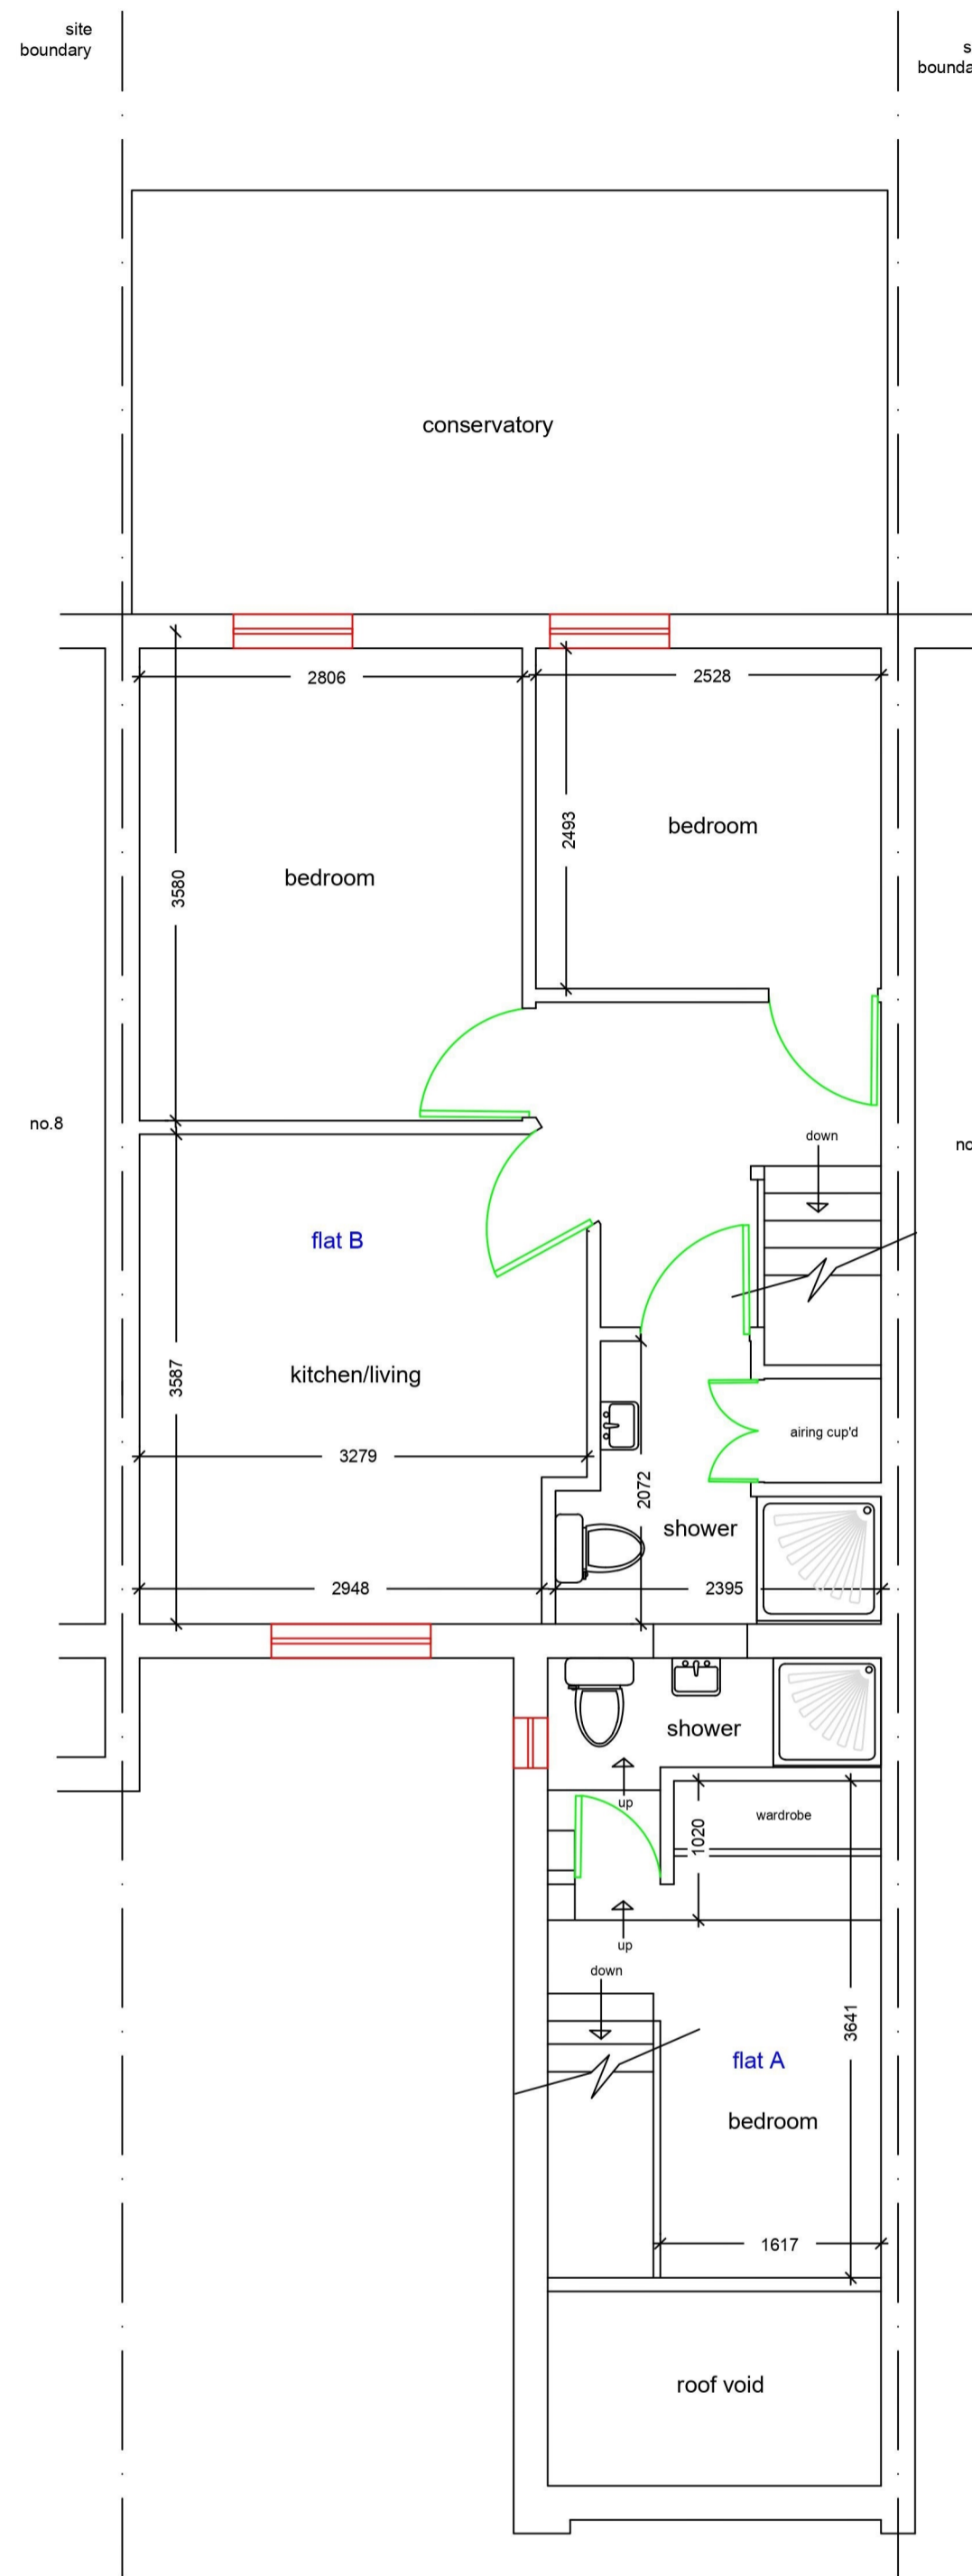 site
boundary
s
bounda
conservatory
2806
2528
2493
bedroom
bedroom
3580
no.8
no
down
flat B
kitchen/living
3587
airing cup'd
3279
2072
shower
2948
2395
shower
up
wardrobe
1020
up
down
3641
flat A
bedroom
1617
roof void